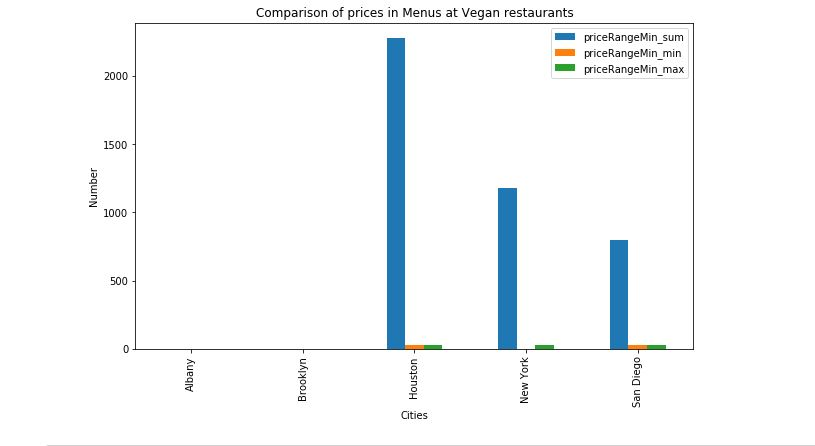 Comparison of prices in Menus at Vegan restaurants
priceRangeMin_sum
priceRangeMin_min
priceRangeMin_max
2000
1500
1000
500
0
Number
Albany
Brooklyn
Houston
New York
San Diego
Cities